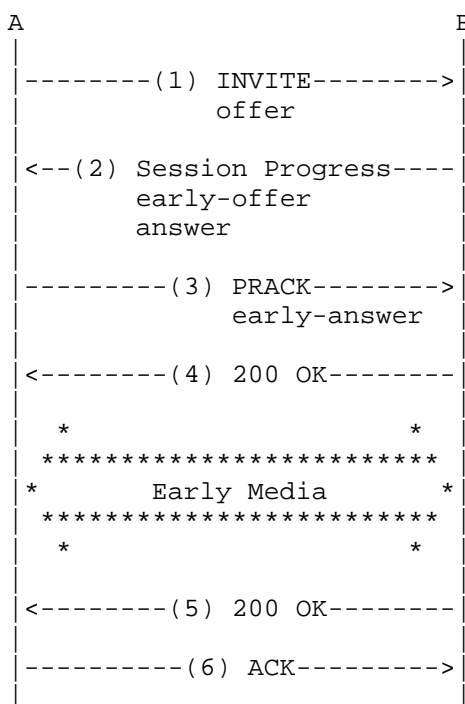 A B
|--------(1) INVITE-------->|
offer
|<--(2) Session Progress----|
early-offer
answer
|---------(3) PRACK-------->|
early-answer
|<--------(4) 200 OK--------|
* *
*************************
* Early Media *
*************************
* *
|<--------(5) 200 OK--------|
|----------(6) ACK--------->|